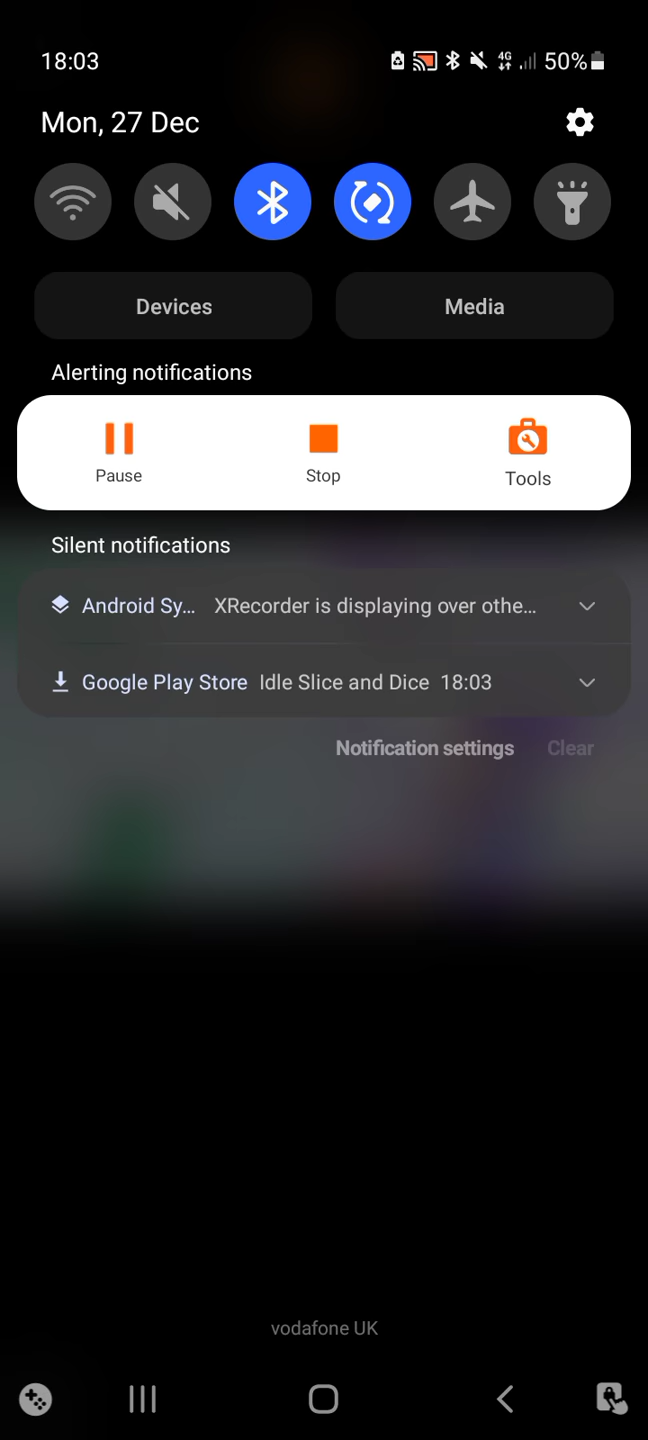 18:03 4G 50%
Mon, 27 Dec
Devices Media
Alerting notifications
Pause Stop Tools
Silent notifications
Android Sy... XRecorder is displaying over othe...
Google Play Store Idle Slice and Dice 18:03
Notification settings Clear
vodafone UK